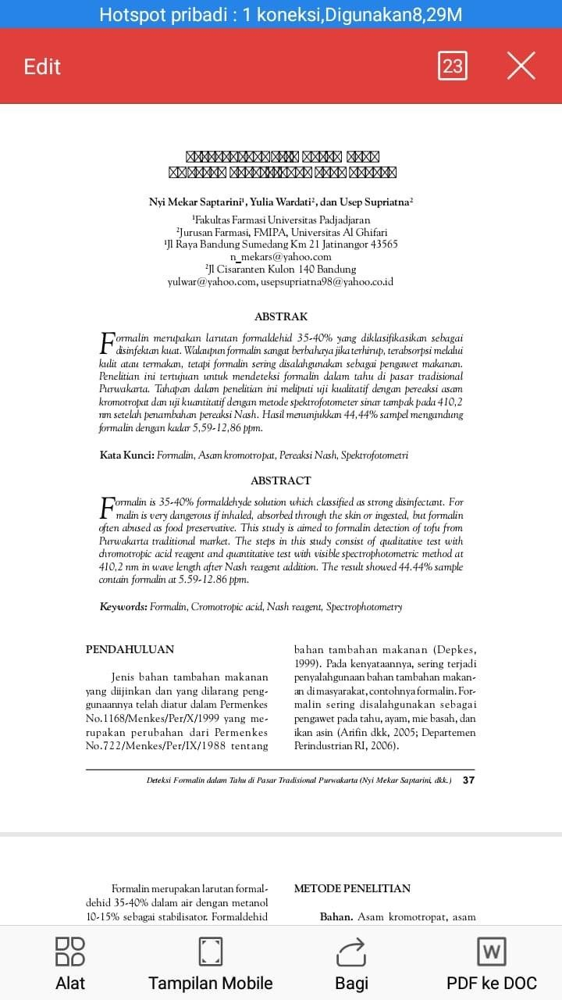 Hotspot pribadi : 1 koneksi,Digunakan8,29M
Edit
23
Nyi Mekar Saptarini¹, Yulia Wardati², dan Usep Supriatna²
¹Fakultas Farmasi Universitas Padjadjaran
²Jurusan Farmasi, FMIPA, Universitas Al Ghifari
¹Jl Raya Bandung Sumedang Km 21 Jatinangor 43565
n_mekars@yahoo.com
²Jl Cisaranten Kulon 140 Bandung
yulwar@yahoo.com, usepsupriatna98@yahoo.co.id
ABSTRAK
Formalin merupakan larutan formaldehid 35-40% yang diklasifikasikan sebagai
disinfektan kuat. Walaupun formalin sangat berbahaya jika terhirup, terabsorpsi melalui
kulit atau termakan, tetapi formalin sering disalahgunakan sebagai pengawet makanan.
Penelitian ini tertujuan untuk mendeteksi formalin dalam tahu di pasar tradisional
Purwakarta. Tahapan dalam penelitian ini meliputi uji kualitatif dengan pereaksi asam
kromotropat dan uji kuantitatif dengan metode spektrofotometer sinar tampak pada 410,2
nm setelah penambahan pereaksi Nash. Hasil menunjukkan 44,44% sampel mengandung
formalin dengan kadar 5,59-12,86 ppm.
Kata Kunci: Formalin, Asam kromotropat, Pereaksi Nash, Spektrofotometri
ABSTRACT
Formalin is 35-40% formaldehyde solution which classified as strong disinfectant. For
malin is very dangerous if inhaled, absorbed through the skin or ingested, but formalin
often abused as food preservative. This study is aimed to formalin detection of tofu from
Purwakarta traditional market. The steps in this study consist of qualitative test with
chromotropic acid reagent and quantitative test with visible spectrophotometric method at
410,2 nm in wave length after Nash reagent addition. The result showed 44.44% sample
contain formalin at 5.59-12.86 ppm.
Keywords: Formalin, Cromotropic acid, Nash reagent, Spectrophotometry
PENDAHULUAN
Jenis bahan tambahan makanan
yang diijinkan dan yang dilarang peng-
gunaannya telah diatur dalam Permenkes
No.1168/Menkes/Per/X/1999 yang me-
rupakan perubahan dari Permenkes
No.722/Menkes/Per/IX/1988 tentang
bahan tambahan makanan (Depkes,
1999). Pada kenyataannya, sering terjadi
penyalahgunaan bahan tambahan makan-
an di masyarakat, contohnya formalin. For-
malin sering disalahgunakan sebagai
pengawet pada tahu, ayam, mie basah, dan
ikan asin (Arifin dkk, 2005; Departemen
Perindustrian RI, 2006).
Deteksi Formalin dalam Tahu di Pasar Tradisional Purwakarta (Nyi Mekar Saptarini, dkk.) 37
Formalin merupakan larutan formal-
dehid 35-40% dalam air dengan metanol
10-15% sebagai stabilisator. Formaldehid
METODE PENELITIAN
Bahan. Asam kromotropat, asam
Alat
Tampilan Mobile
Bagi
W
PDF ke DOC